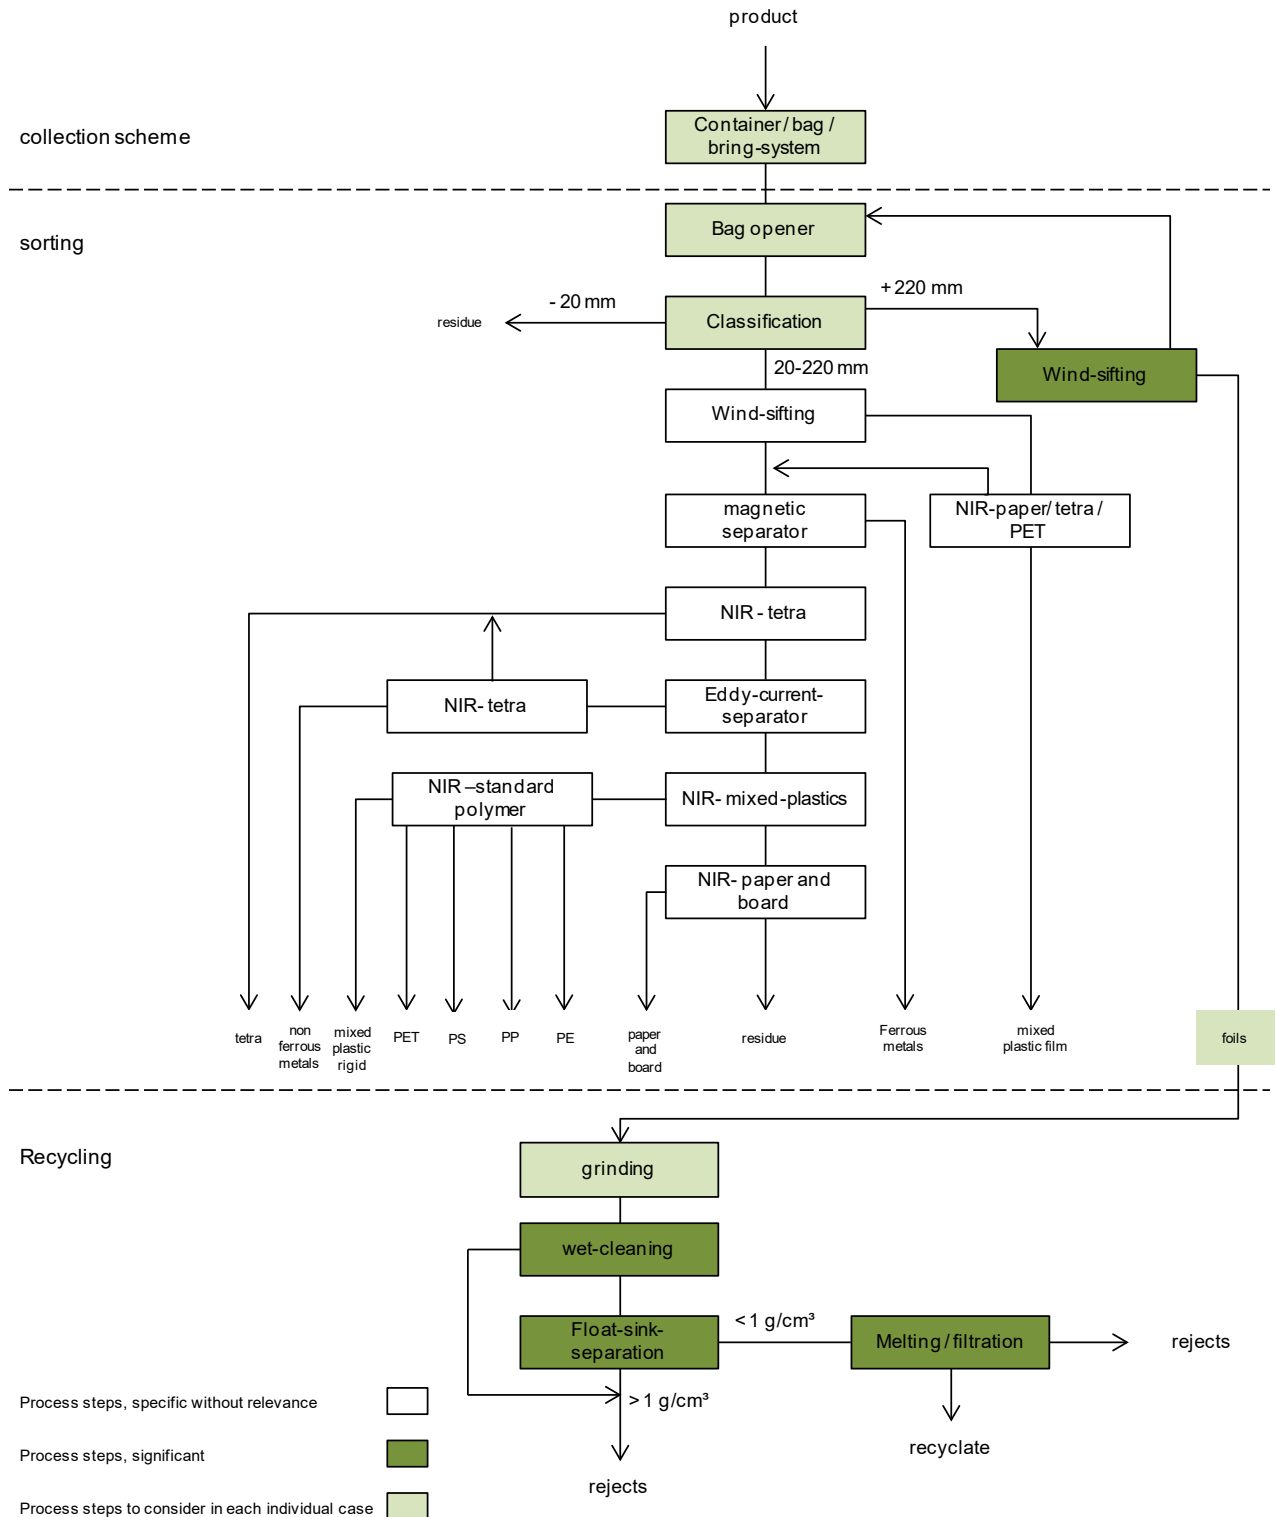 product
collection scheme
Container / bag /
bring-system
sorting
Bag opener
- 20 mm
+ 220 mm
residue
Classification
20-220 mm
Wind-sifting
Wind-sifting
magnetic
separator
NIR-paper/ tetra /
PET
NIR - tetra
NIR- tetra
Eddy-current-
separator
NIR –standard
polymer
NIR- mixed-plastics
NIR- paper and
board
tetra
non
ferrous
metals
mixed
plastic
rigid
PET
PS
PP
PE
paper
and
board
residue
Ferrous
metals
mixed
plastic film
foils
Recycling
grinding
wet-cleaning
Float-sink-
separation
< 1 g/cm³
Melting / filtration
rejects
> 1 g/cm³
recyclate
rejects
Process steps, specific without relevance
Process steps, significant
Process steps to consider in each individual case